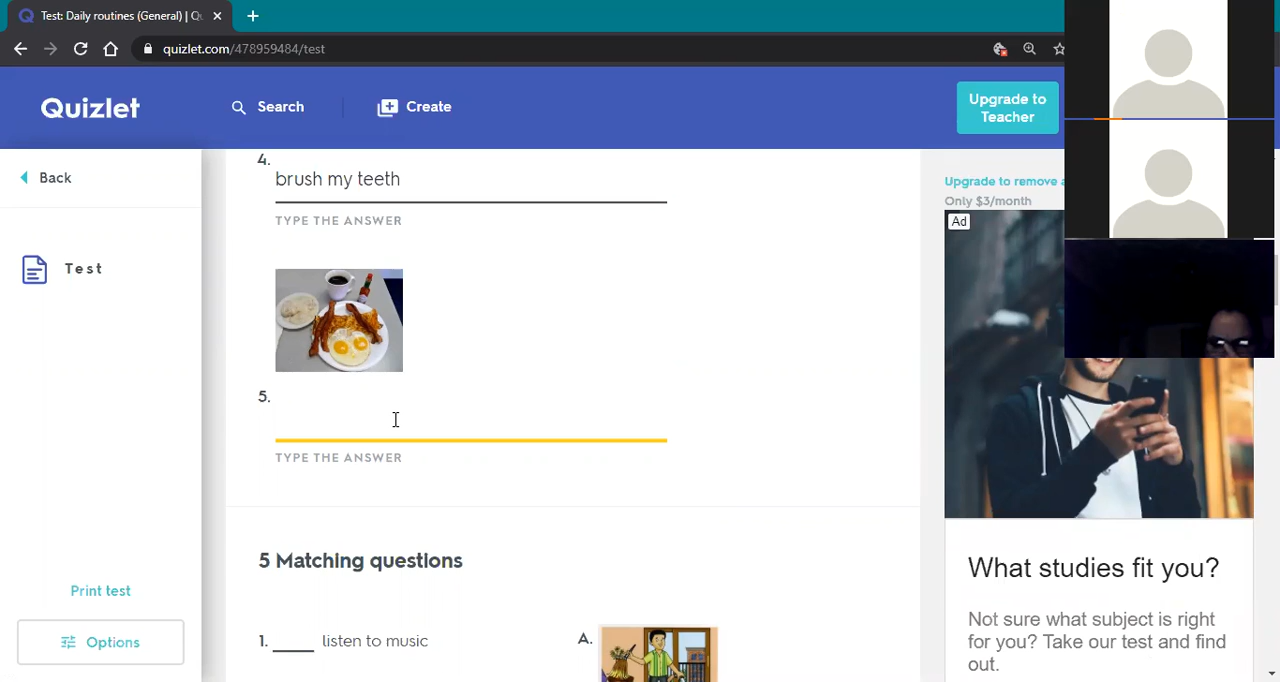 Test: Daily routines (General) | Qu
quizlet.com/478959484/test
Quizlet
Search
Create
Upgrade to
Teacher
Back
Test
Print test
Options
4.
brush my teeth
TYPE THE ANSWER
5.
TYPE THE ANSWER
5 Matching questions
1. ____ listen to music
A.
Upgrade to remove a
Only $3/month
Ad
What studies fit you?
Not sure what subject is right
for you? Take our test and find
out.